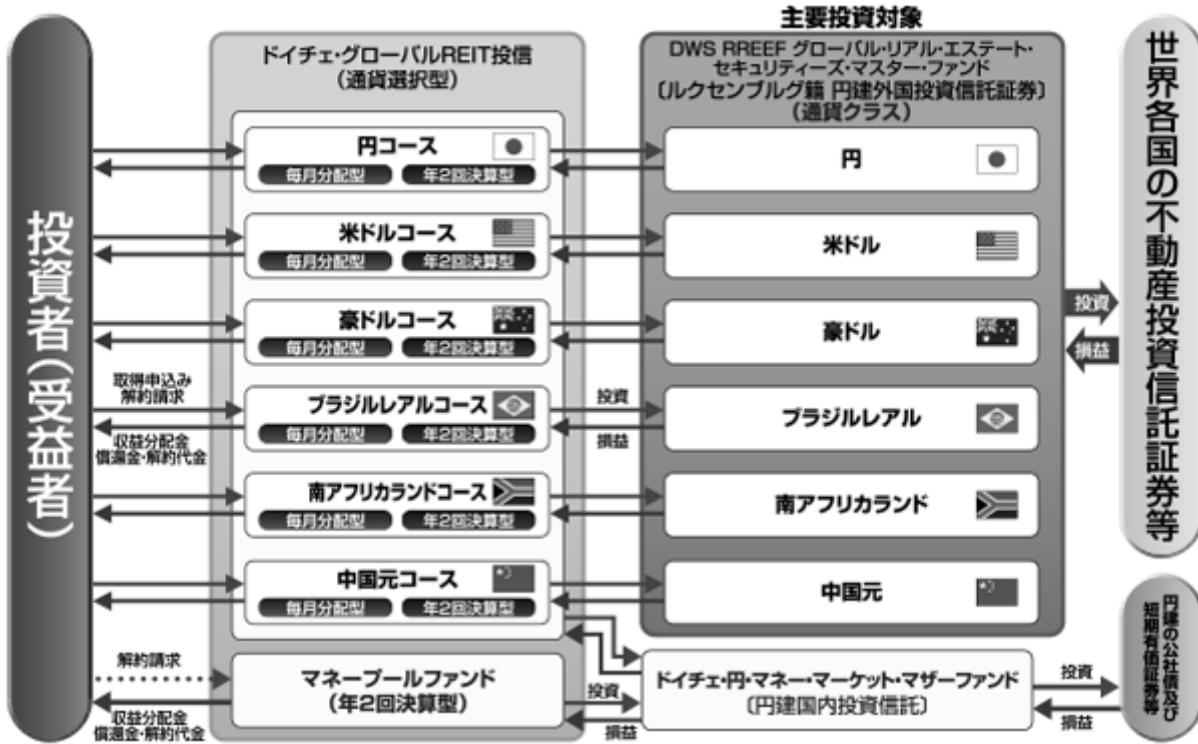 主要投資対象
投資者(受益者)
ドイチェ・グローバルREIT投信
(通貨選択型)
DWS RREEF グローバル・リアル・エステート・
セキュリティーズ・マスター・ファンド
〔ルクセンブルグ籍 円建外国投資信託証券〕
(通貨クラス)
世界各国の不動産投資信託証券等
円コース
毎月分配型 年2回決算型
円
米ドルコース
毎月分配型 年2回決算型
米ドル
豪ドルコース
毎月分配型 年2回決算型
豪ドル
投資
損益
取得申込み
解約請求
ブラジルレアルコース
毎月分配型 年2回決算型
投資
損益
ブラジルレアル
収益分配金
償還金・解約代金
南アフリカランドコース
毎月分配型 年2回決算型
南アフリカランド
中国元コース
毎月分配型 年2回決算型
中国元
解約請求
収益分配金
償還金・解約代金
マネープールファンド
(年2回決算型)
投資
損益
ドイチェ・円・マネー・マーケット・マザーファンド
〔円建国内投資信託〕
投資
損益
円建の公社債及び
短期有価証券等